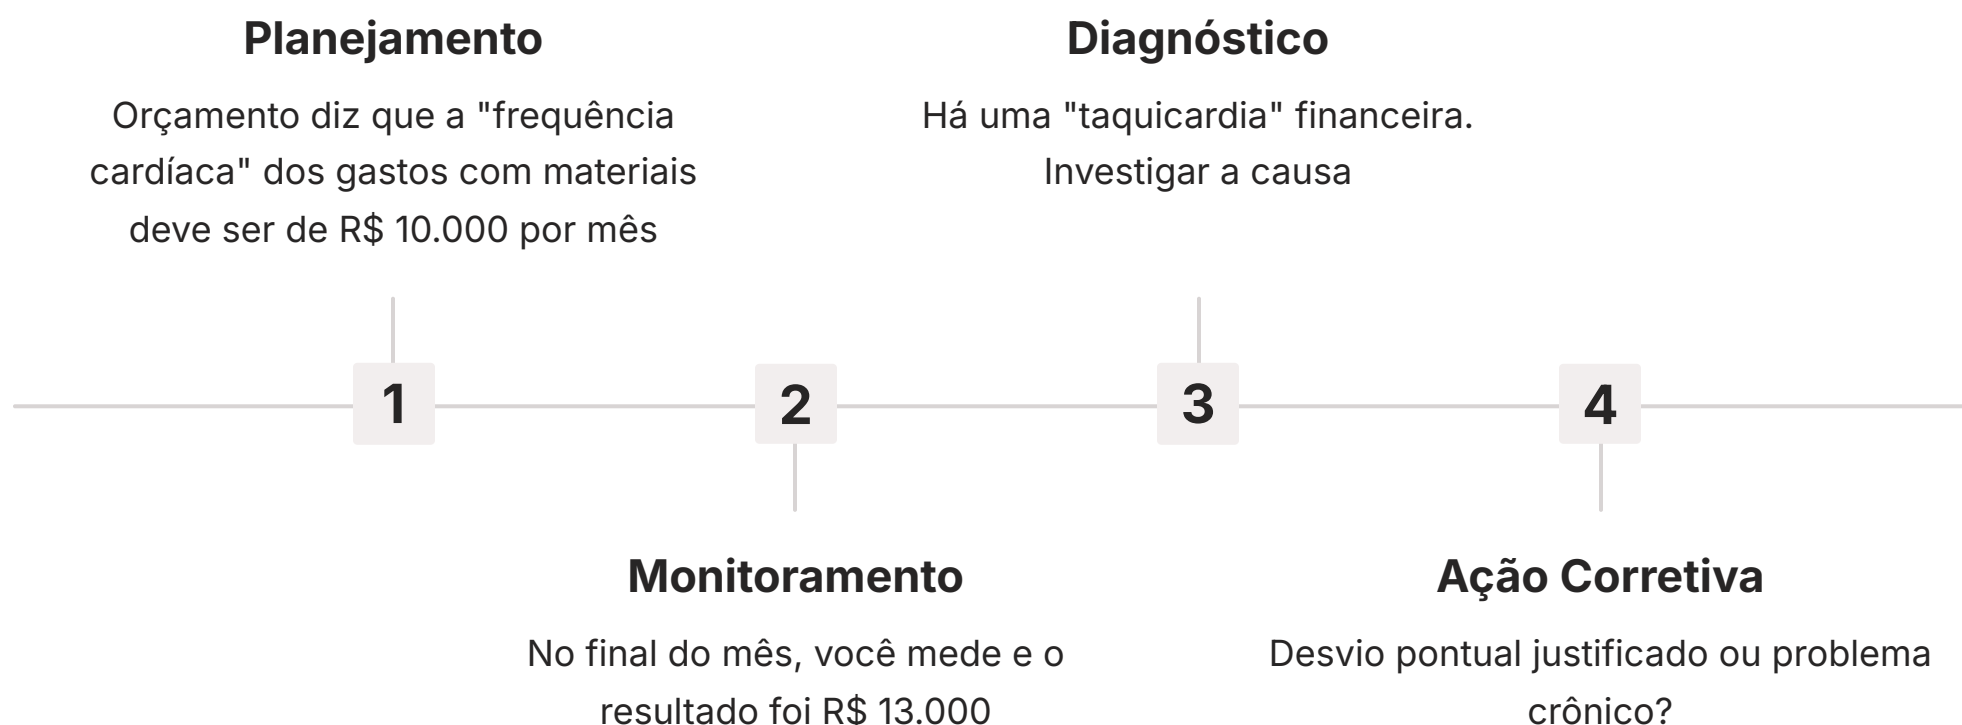 Planejamento
Orçamento diz que a "frequência
cardíaca" dos gastos com materiais
deve ser de R$ 10.000 por mês
Diagnóstico
Há uma "taquicardia" financeira.
Investigar a causa
1
2
3
4
Monitoramento
No final do mês, você mede e o
resultado foi R$ 13.000
Ação Corretiva
Desvio pontual justificado ou problema
crônico?